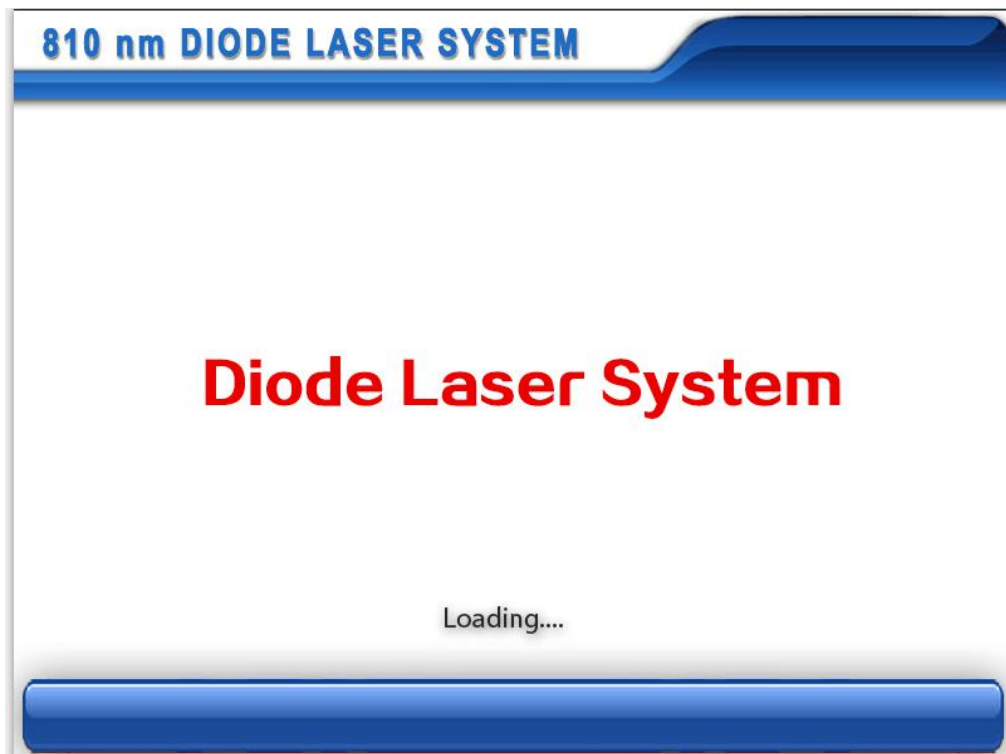 810 nm DIODE LASER SYSTEM
Diode Laser System
Loading....